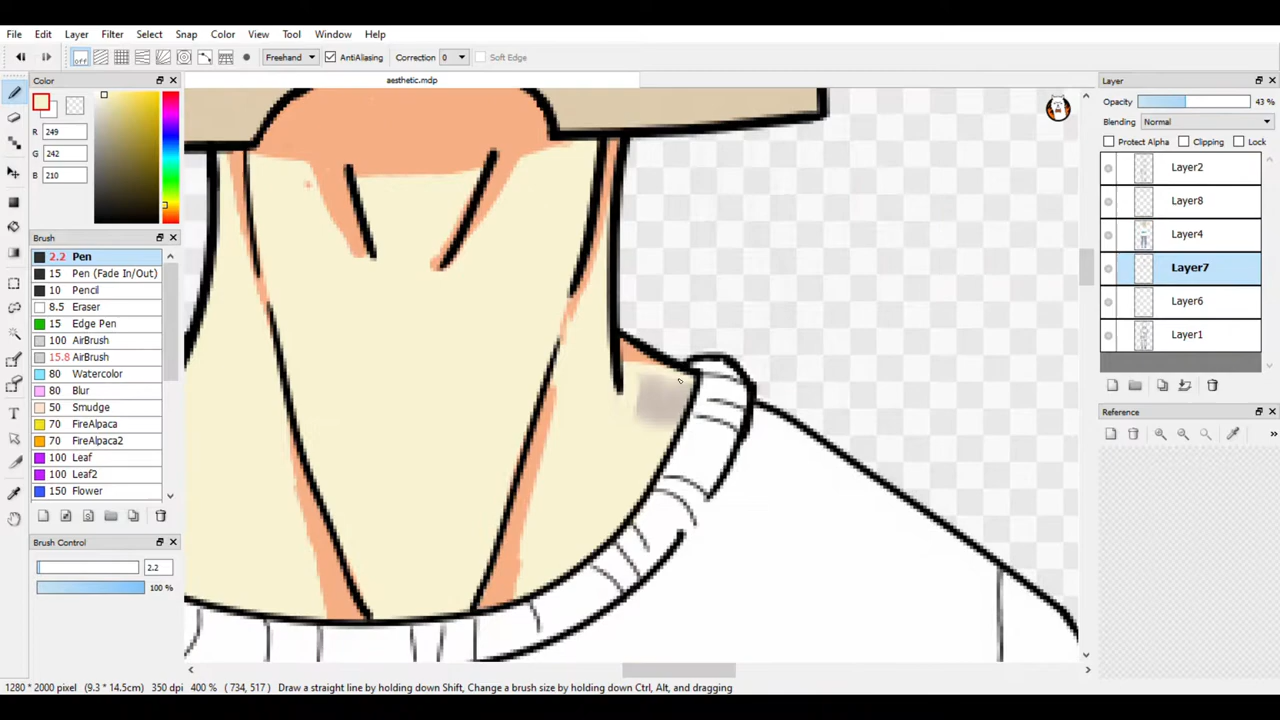 File Edit Layer Filter Select Snap Color View Tool Window Help
off Freehand AntiAliasing Correction 0 Soft Edge
Color
aesthetic.mdp
Layer
R 249
G 242
B 210
Opacity 43 %
Blending Normal
Protect Alpha Clipping Lock
Layer2
Layer8
Layer4
Layer7
Layer6
Layer1
Brush
2.2 Pen
15 Pen (Fade In/Out)
10 Pencil
8.5 Eraser
15 Edge Pen
100 AirBrush
15.8 AirBrush
80 Watercolor
80 Blur
50 Smudge
70 FireAlpaca
70 FireAlpaca2
100 Leaf
100 Leaf2
150 Flower
Reference
»
Brush Control
2.2
100 %
1280 * 2000 pixel (9.3 * 14.5cm) 350 dpi 400 % ( 734, 517 ) Draw a straight line by holding down Shift, Change a brush size by holding down Ctrl, Alt, and dragging